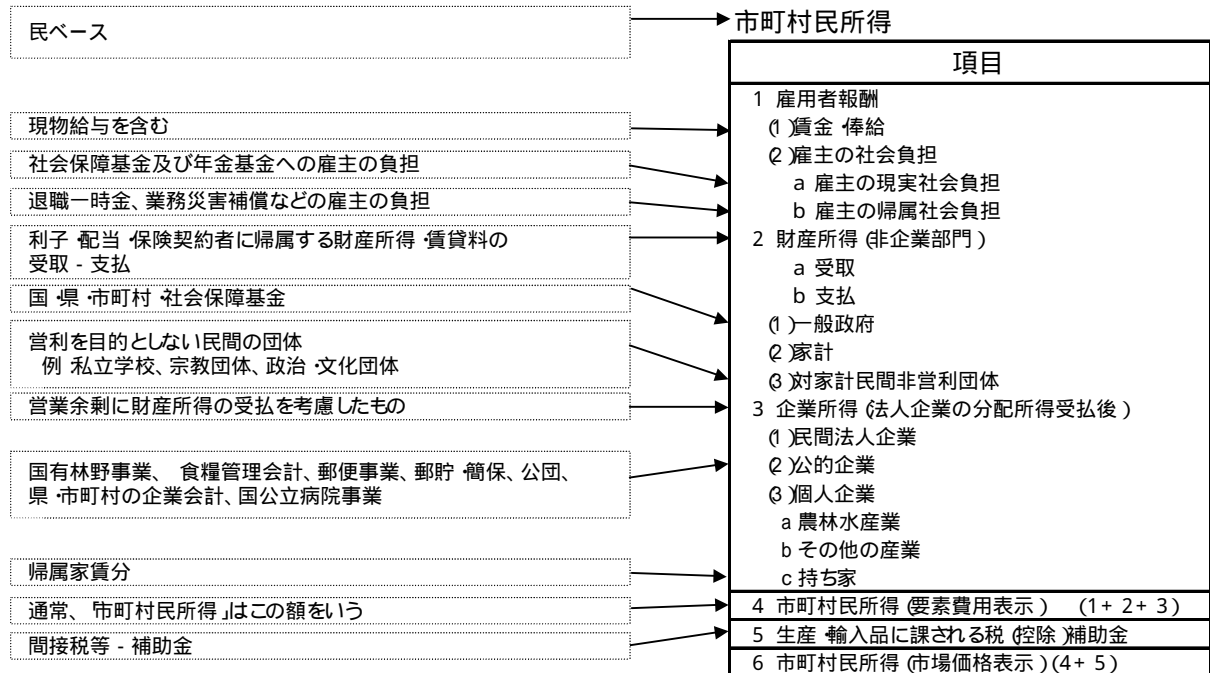 民ベース
市町村民所得
項目
現物給与を含む
社会保障基金及び年金基金への雇主の負担
退職一時金、業務災害補償などの雇主の負担
利子・配当・保険契約者に帰属する財産所得・賃貸料の
受取 - 支払
国・県・市町村・社会保障基金
営利を目的としない民間の団体
例 私立学校、宗教団体、政治・文化団体
営業余剰に財産所得の受払を考慮したもの
国有林野事業、 食糧管理会計、郵便事業、郵貯・簡保、公団、
県・市町村の企業会計、国公立病院事業
帰属家賃分
通常、「市町村民所得」はこの額をいう
間接税等 - 補助金
1 雇用者報酬
(1)賃金・俸給
(2)雇主の社会負担
a 雇主の現実社会負担
b 雇主の帰属社会負担
2 財産所得(非企業部門)
a 受取
b 支払
(1)一般政府
(2)家計
(3)対家計民間非営利団体
3 企業所得(法人企業の分配所得受払後)
(1)民間法人企業
(2)公的企業
(3)個人企業
a 農林水産業
b その他の産業
c 持ち家
4 市町村民所得(要素費用表示) (1+ 2+ 3)
5 生産・輸入品に課される税(控除)補助金
6 市町村民所得(市場価格表示)(4+ 5)